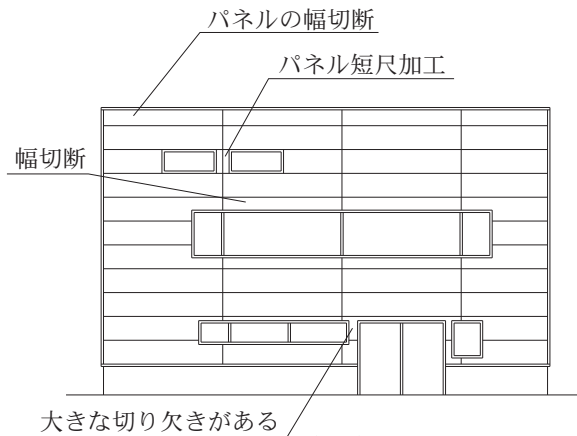 パネルの幅切断
パネル短尺加工
幅切断
大きな切り欠きがある